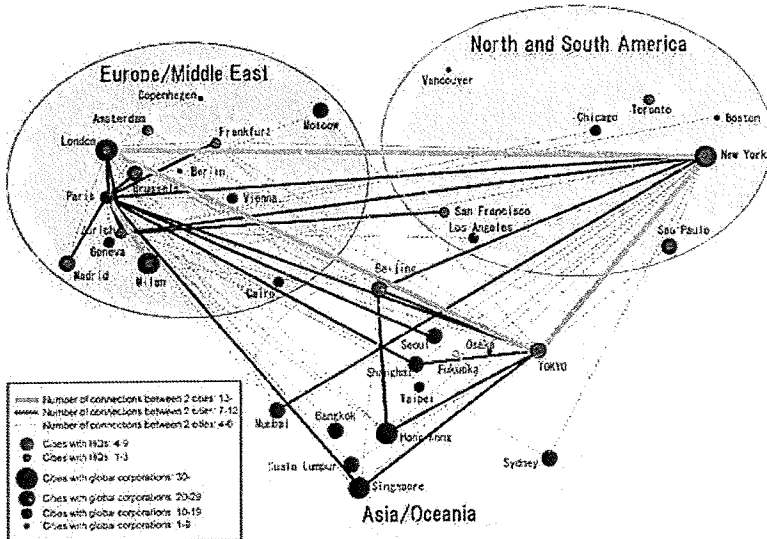 North and South America
Europe/Middle East
Copenhagen
Vancouver
Amsterdam
Moscow
Chicago
Toronto
Boston
London
Frankfurt
New York
Berlin
Brussels
Paris
Vienna
San Francisco
Zurich
Los Angeles
Sao Paulo
Geneva
Madrid
Milan
Cairo
Beijing
Seoul
Osaka
Shanghai
Fukuoka
TOKYO
Taipei
Mumbai
Bangkok
Hong Kong
Kuala Lumpur
Sydney
Singapore
Asia/Oceania
Number of connections between 2 cities: 13-
Number of connections between 2 cities: 7-12
Number of connections between 2 cities: 4-6
Cities with HQs: 4-9
Cities with HQs: 1-3
Cities with global corporations: 30-
Cities with global corporations: 20-29
Cities with global corporations: 10-19
Cities with global corporations: 1-9